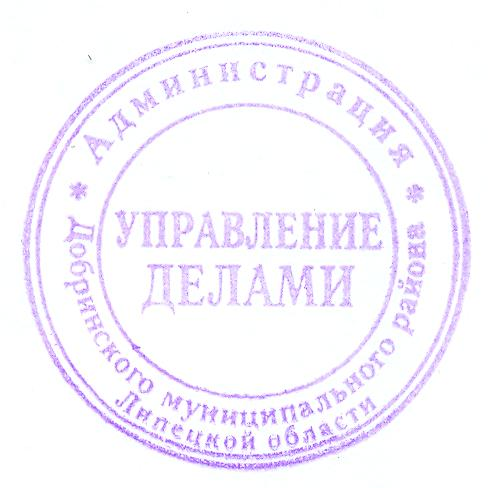 * Администрация *
Добринского муниципального района
Липецкой области
УПРАВЛЕНИЕ
ДЕЛАМИ